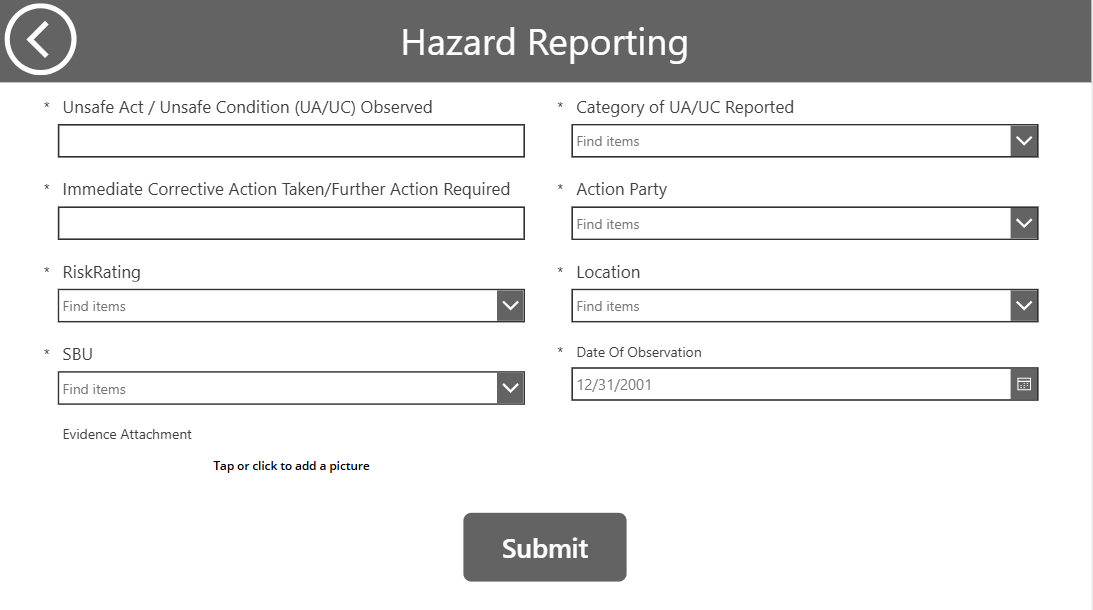 Hazard Reporting
* Unsafe Act / Unsafe Condition (UA/UC) Observed
* Category of UA/UC Reported
Find items
* Immediate Corrective Action Taken/Further Action Required
* Action Party
Find items
* RiskRating
Find items
* Location
Find items
* SBU
Find items
* Date Of Observation
12/31/2001
Evidence Attachment
Tap or click to add a picture
Submit